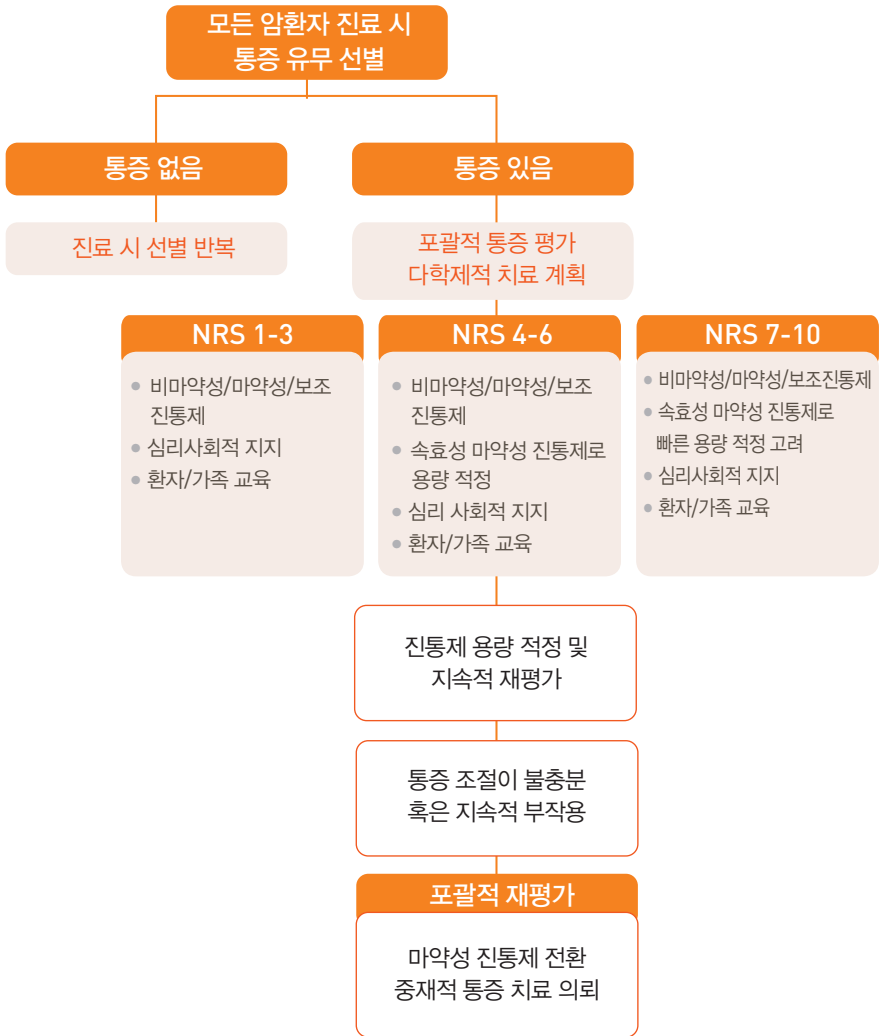 모든 암환자 진료 시
통증 유무 선별
통증 없음
통증 있음
진료 시 선별 반복
포괄적 통증 평가
다학제적 치료 계획
NRS 1-3
• 비마약성/마약성/보조
진통제
• 심리사회적 지지
• 환자/가족 교육
NRS 4-6
• 비마약성/마약성/보조
진통제
• 속효성 마약성 진통제로
용량 적정
• 심리 사회적 지지
• 환자/가족 교육
NRS 7-10
• 비마약성/마약성/보조진통제
• 속효성 마약성 진통제로
빠른 용량 적정 고려
• 심리사회적 지지
• 환자/가족 교육
진통제 용량 적정 및
지속적 재평가
통증 조절이 불충분
혹은 지속적 부작용
포괄적 재평가
마약성 진통제 전환
중재적 통증 치료 의뢰